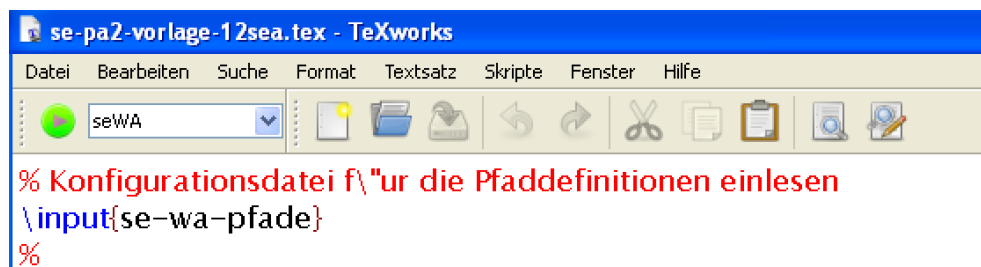 se-pa2-vorlage-12sea.tex - TeXworks
Datei Bearbeiten Suche Format Textsatz Skripte Fenster Hilfe
seWA
% Konfigurationsdatei f\"ur die Pfaddefinitionen einlesen
\input{se-wa-pfade}
%